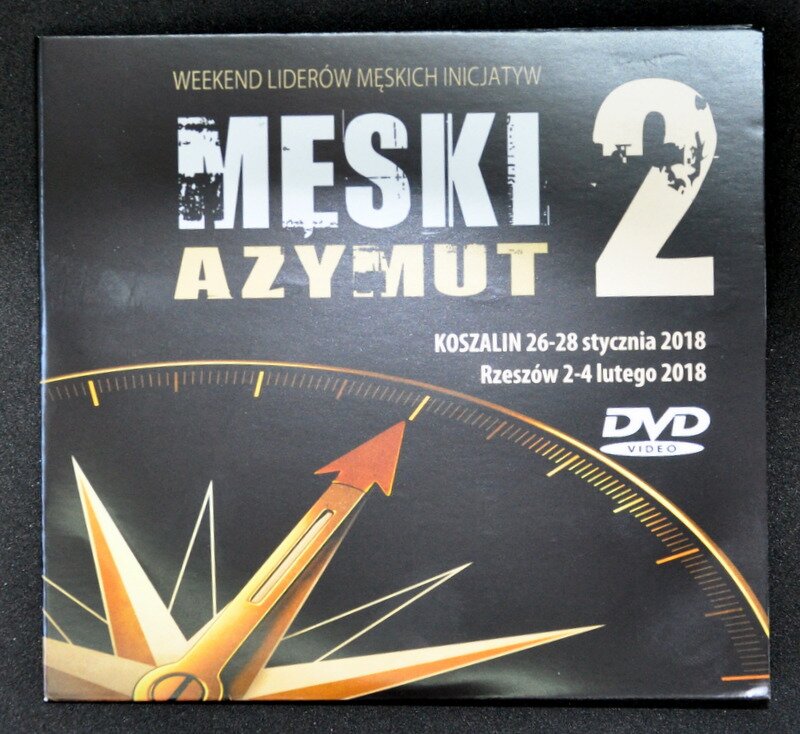 WEEKEND LIDERÓW MĘSKICH INICJATYW
MĘSKI 2
AZYMUT
KOSZALIN 26-28 stycznia 2018
Rzeszów 2-4 lutego 2018
DVD
VIDEO